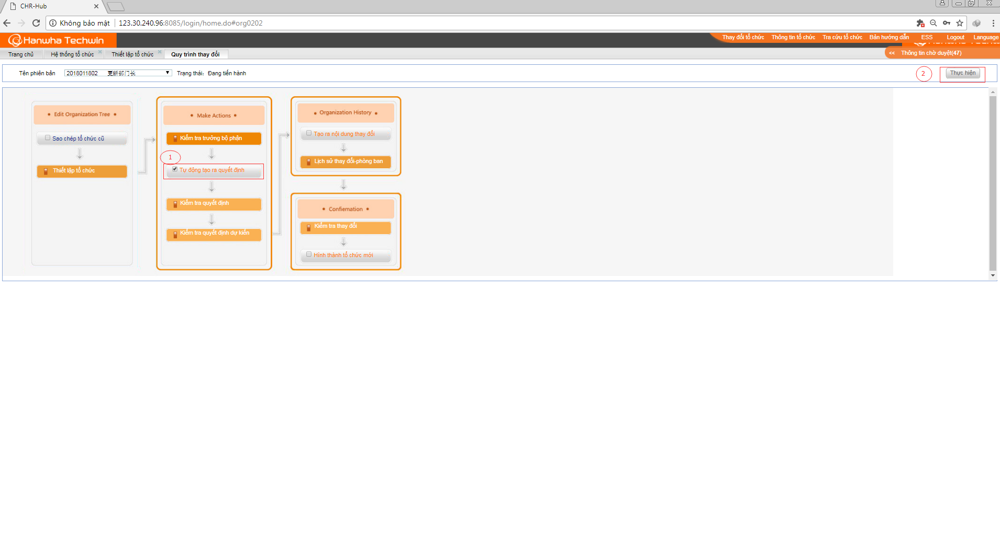 CHR-Hub
Không bảo mật 123.30.240.96:8085/login/home.do#org0202
Hanwha Techwin
Thay đổi tổ chức Thông tin tổ chức Tra cứu tổ chức Bản hướng dẫn ESS Logout Language
Trang chủ Hệ thống tổ chức Thiết lập tổ chức Quy trình thay đổi
<< Thông tin chờ duyệt(47)
Tên phiên bản 2018011802 更新部门长 Trạng thái: Đang tiến hành 2 Thực hiện
• Edit Organization Tree •
Sao chép tổ chức cũ
Thiết lập tổ chức
• Make Actions •
Kiểm tra trưởng bộ phận
1
Tự động tạo ra quyết định
Kiểm tra quyết định
Kiểm tra quyết định dự kiến
• Organization History •
Tạo ra nội dung thay đổi
Lịch sử thay đổi-phòng ban
• Confiemation •
Kiểm tra thay đổi
Hình thành tổ chức mới